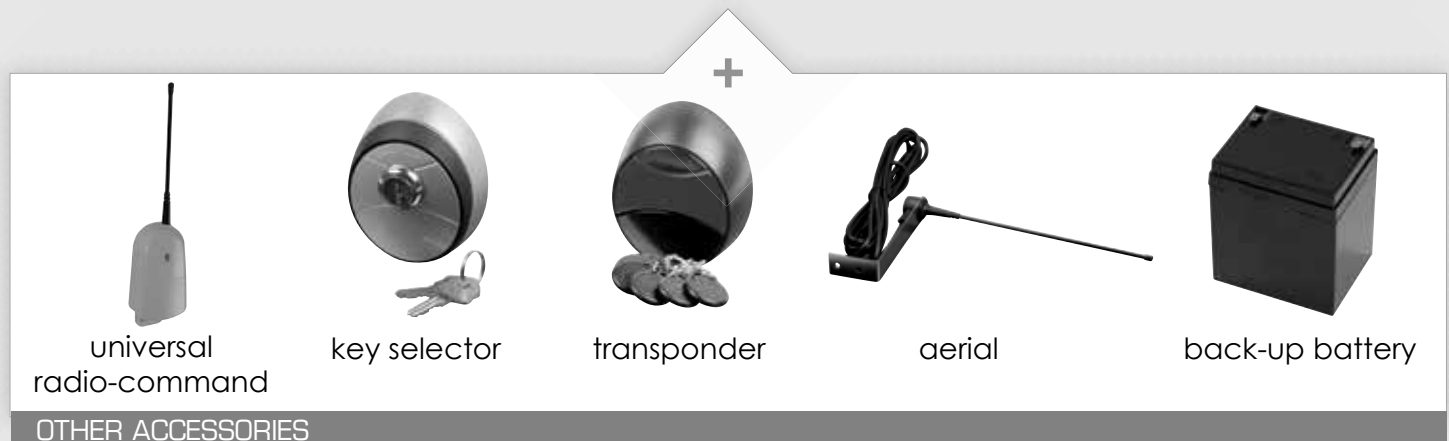 +
universal
radio-command
key selector
transponder
aerial
back-up battery
OTHER ACCESSORIES